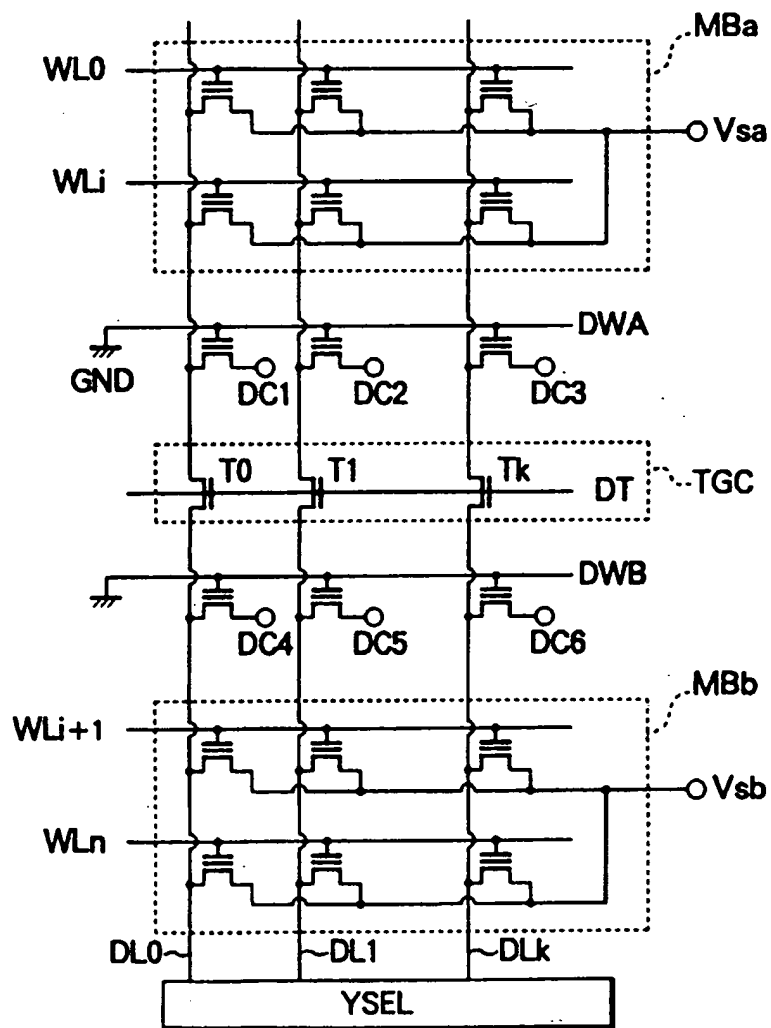 MBa
WL0
Vsa
WLi
DWA
GND
DC1 DC2 DC3
T0 T1 Tk
DT
TGC
DWB
DC4 DC5 DC6
MBb
WLi+1
Vsb
WLn
DL0 DL1 DLk
YSEL